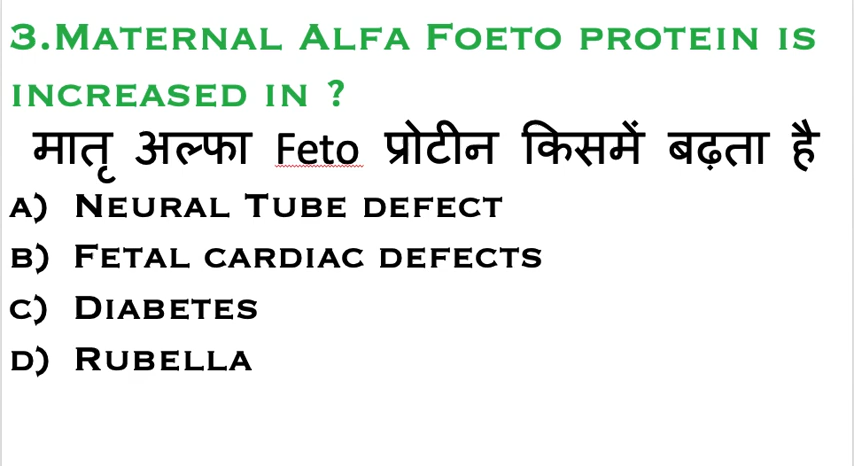 3.Maternal Alfa Foeto protein is
increased in ?
मातृ अल्फा Feto प्रोटीन किसमें बढ़ता है
a) Neural Tube defect
b) Fetal cardiac defects
c) Diabetes
d) Rubella